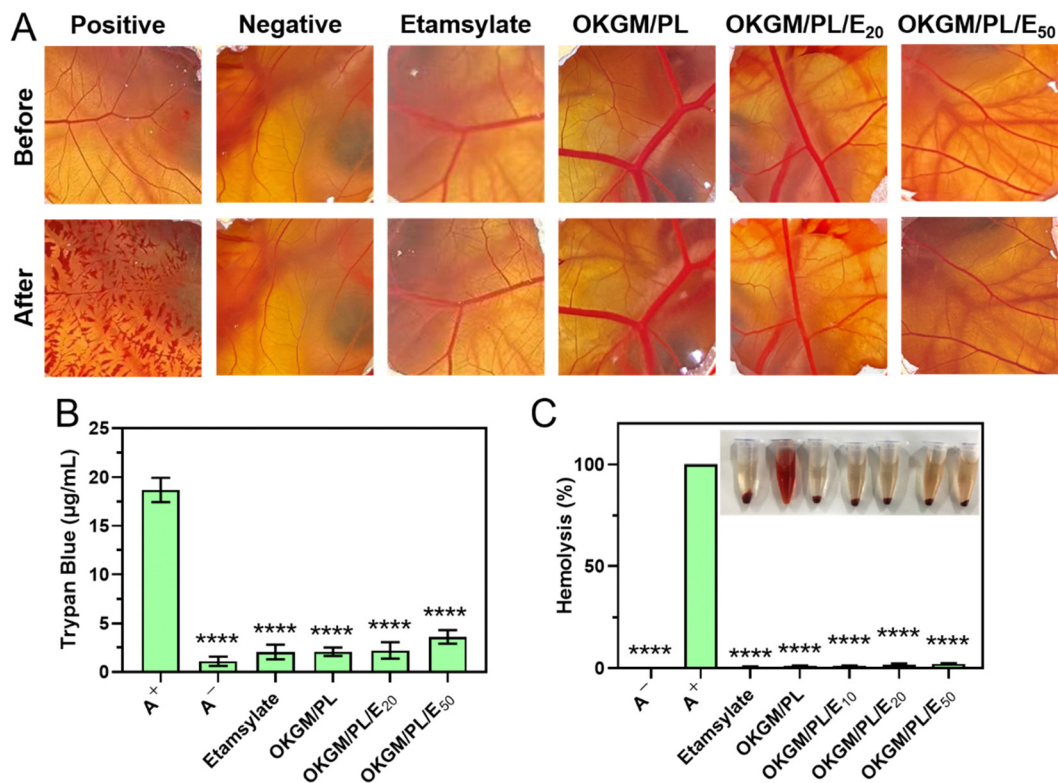 A
Positive Negative Etamsylate OKGM/PL OKGM/PL/E₂₀ OKGM/PL/E₅₀
Before
After
B
Trypan Blue (µg/mL)
25
20
15
10
5
0
**** **** **** **** ****
A⁺ A⁻ Etamsylate OKGM/PL OKGM/PL/E₂₀ OKGM/PL/E₅₀
C
Hemolysis (%)
100
50
0
**** **** **** **** **** ****
A⁻ A⁺ Etamsylate OKGM/PL OKGM/PL/E₁₀ OKGM/PL/E₂₀ OKGM/PL/E₅₀